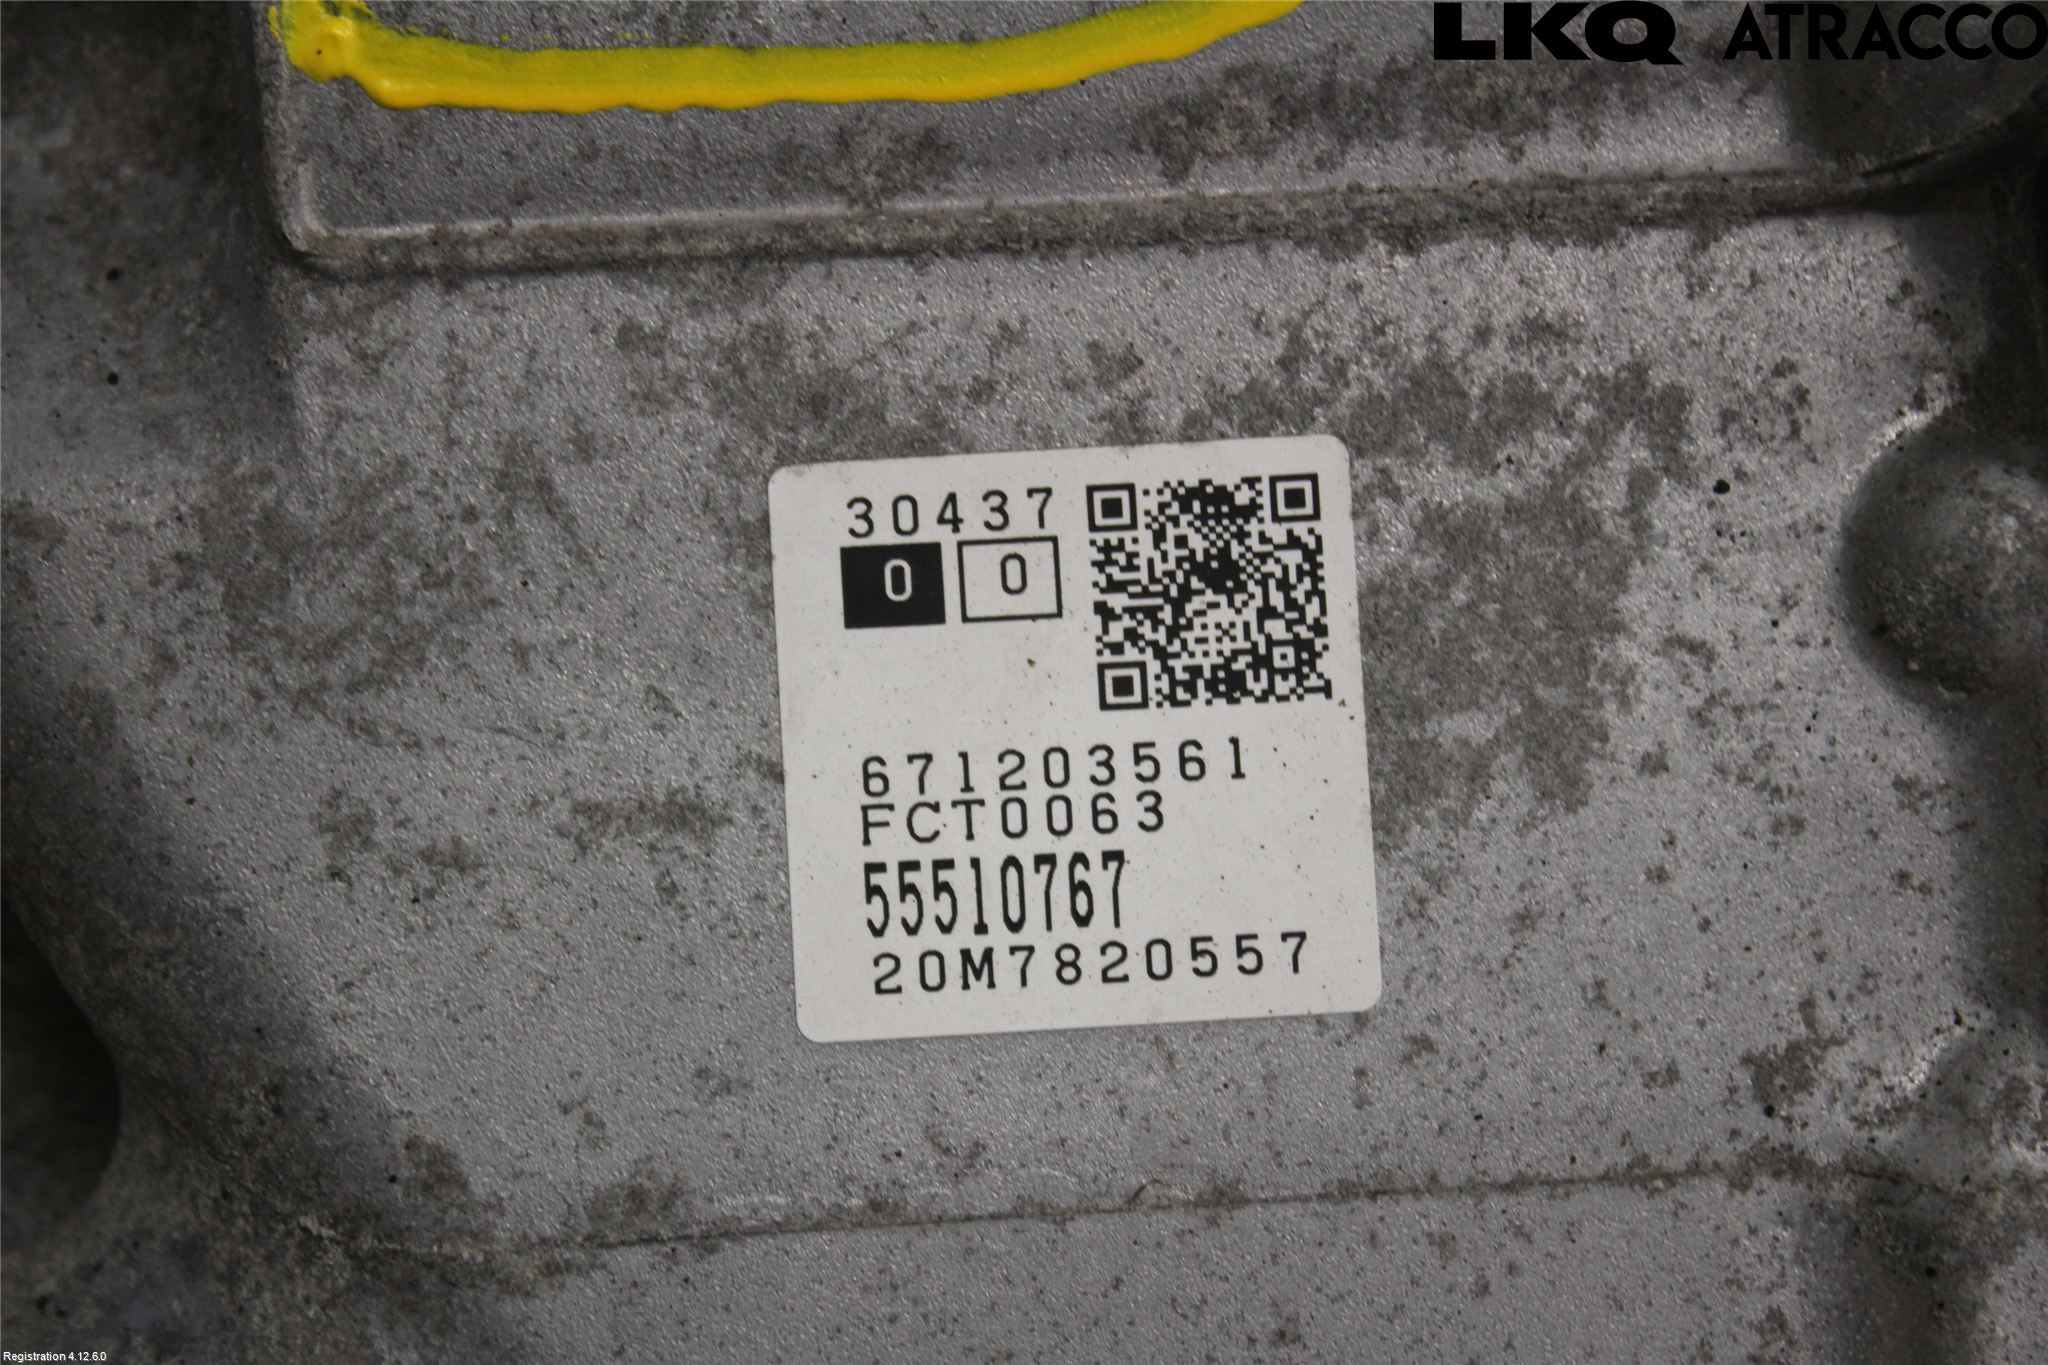 LKQ ATRACCO
30437
0 0
671203561
FCT0063
55510767
20M7820557
Registration 4.12.6.0